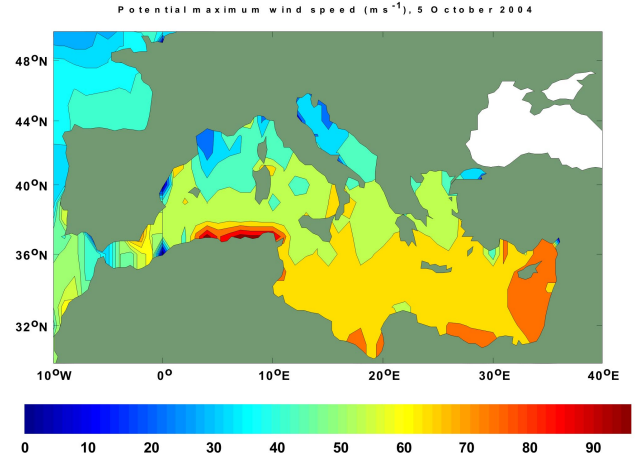 Potential maximum wind speed (ms-1), 5 October 2004
48ºN
44ºN
40ºN
36ºN
32ºN
10ºW 0º 10ºE 20ºE 30ºE 40ºE
0 10 20 30 40 50 60 70 80 90